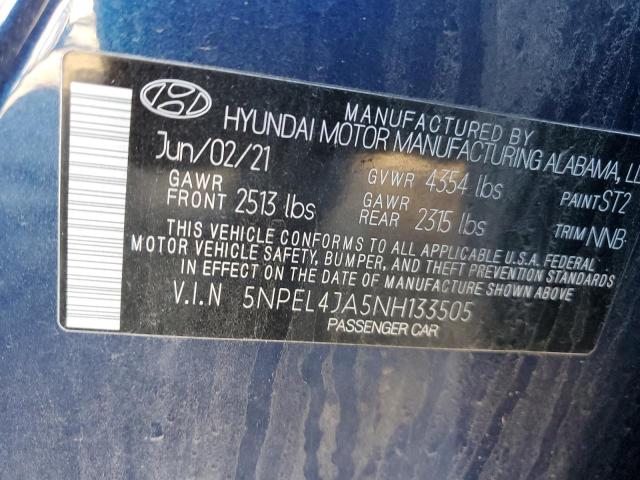 MANUFACTURED BY
HYUNDAI MOTOR MANUFACTURING ALABAMA, LL
Jun/02/21
GAWR FRONT 2513 lbs
GVWR 4354 lbs
GAWR REAR 2315 lbs
PAINT ST2
TRIM NNB
THIS VEHICLE CONFORMS TO ALL APPLICABLE U.S.A. FEDERAL
MOTOR VEHICLE SAFETY, BUMPER, AND THEFT PREVENTION STANDARDS
IN EFFECT ON THE DATE OF MANUFACTURE SHOWN ABOVE
V.I.N 5NPEL4JA5NH133505
PASSENGER CAR